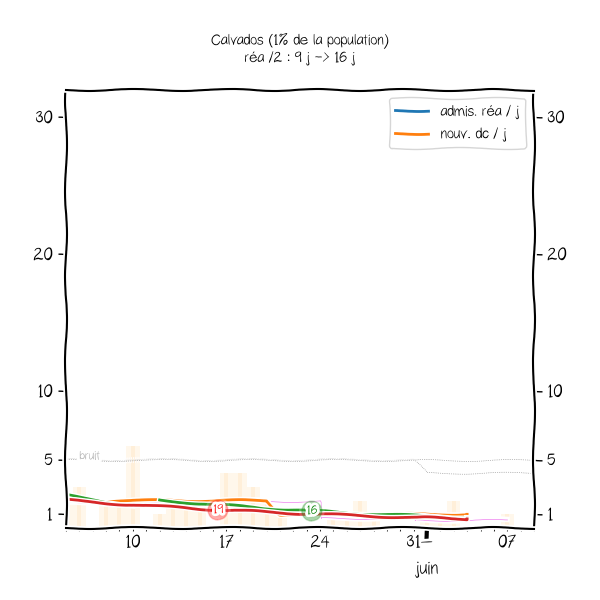 Calvados (1% de la population)
réa /2 : 9 j -> 16 j
admis. réa / j
nouv. dc / j
30
30
20
20
10
10
5
bruit
5
1
19
16
1
10
17
24
31
07
juin